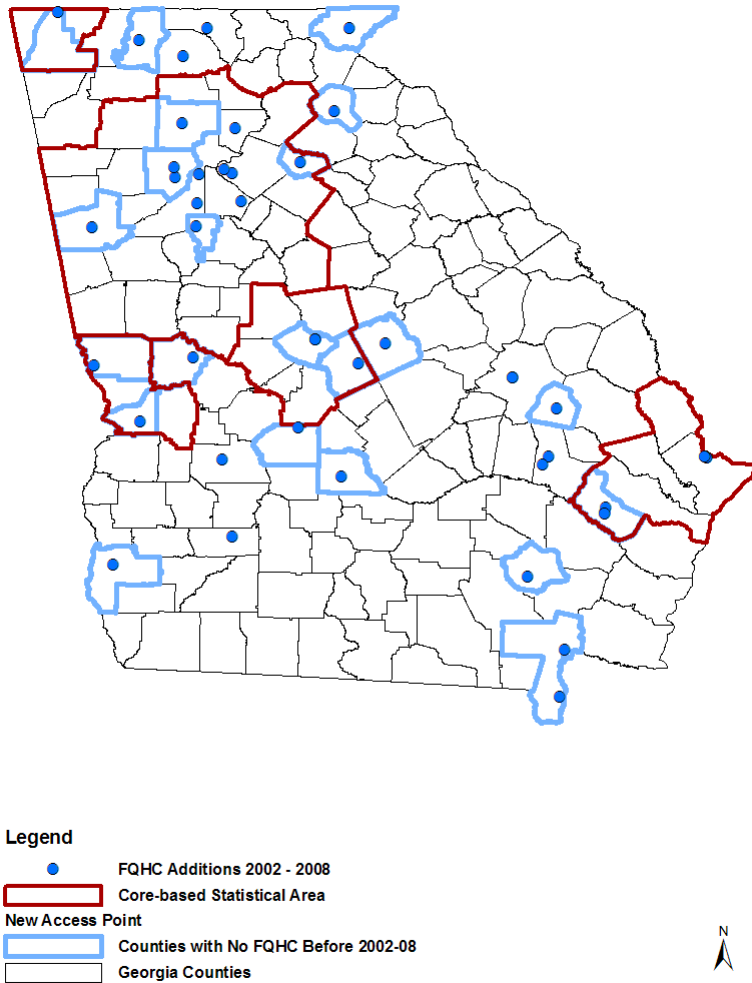 Legend
FQHC Additions 2002 - 2008
Core-based Statistical Area
New Access Point
Counties with No FQHC Before 2002-08
Georgia Counties
N